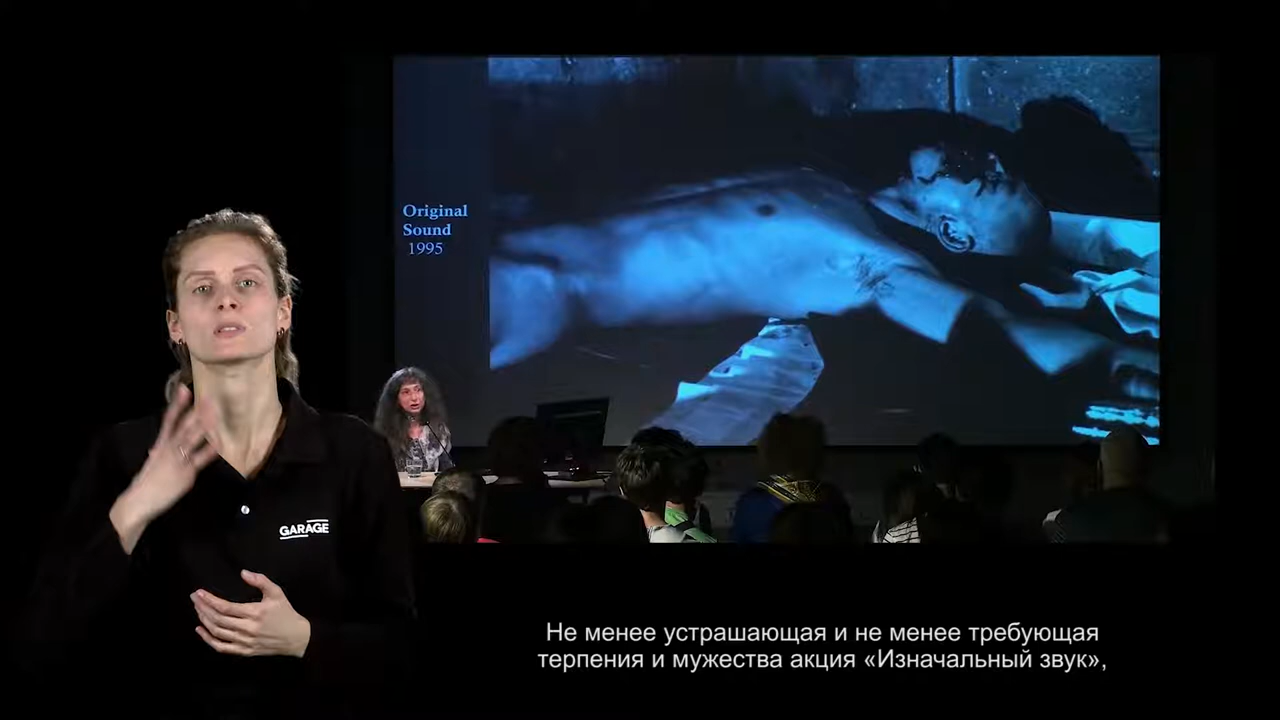 Original
Sound
1995
GARAGE
Не менее устрашающая и не менее требующая
терпения и мужества акция «Изначальный звук»,